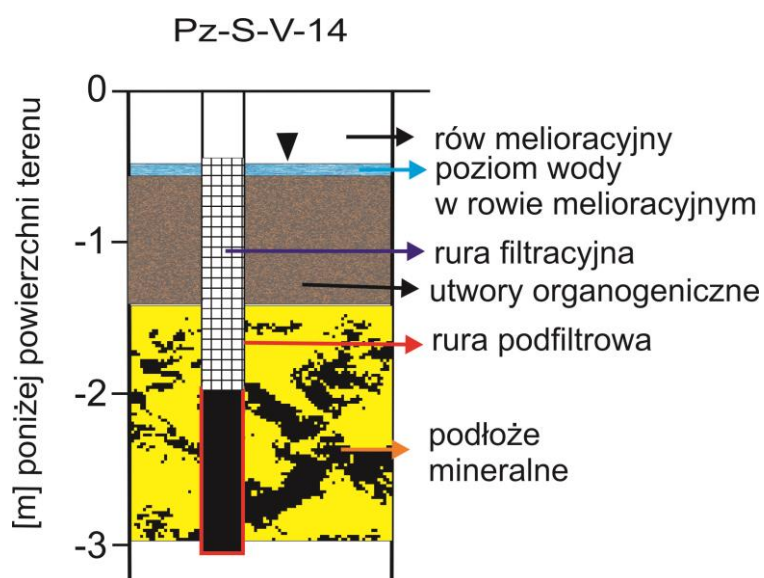 Pz-S-V-14
0
-1
-2
-3
[m] poniżej powierzchni terenu
rów melioracyjny
poziom wody
w rowie melioracyjnym
rura filtracyjna
utwory organogeniczne
rura podfiltrowa
podłoże
mineralne